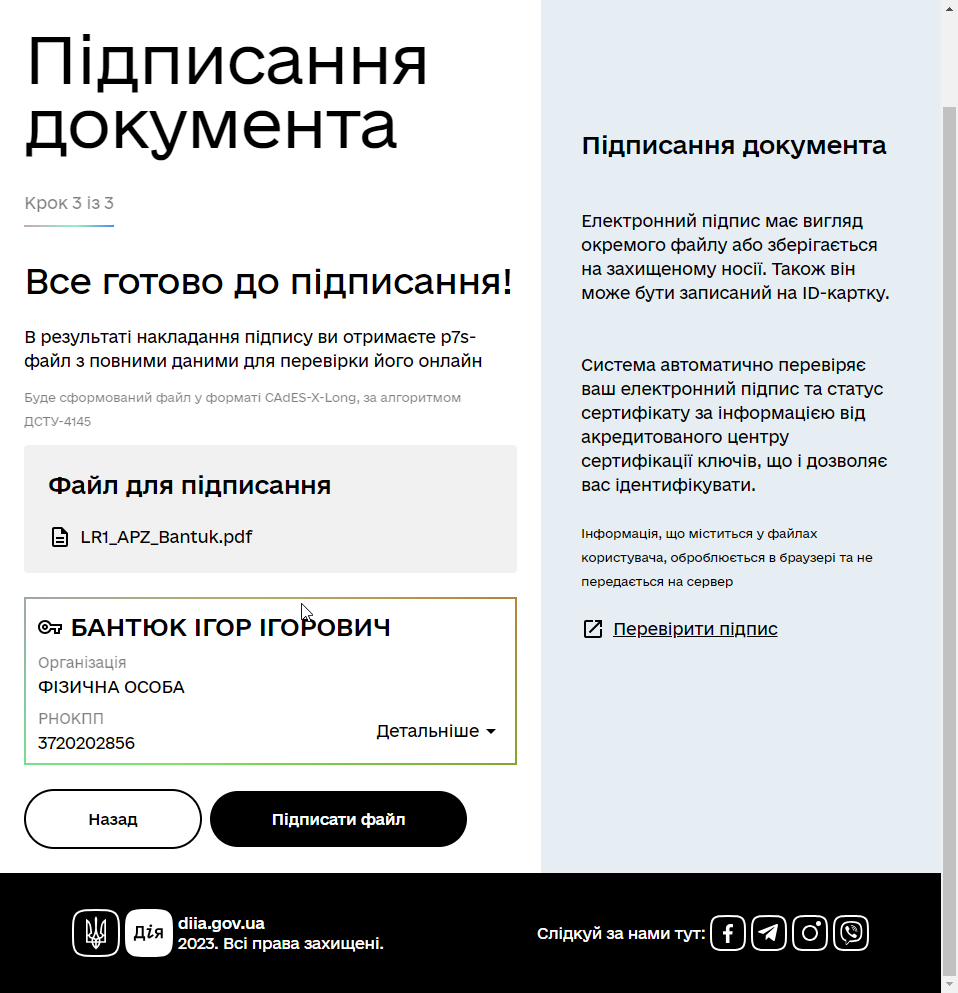 Підписання
документа
Крок 3 із 3
Все готово до підписання!
В результаті накладання підпису ви отримаєте p7s-
файл з повними даними для перевірки його онлайн
Буде сформований файл у форматі CAdES-X-Long, за алгоритмом
ДСТУ-4145
Файл для підписання
LR1_APZ_Bantuk.pdf
БАНТЮК ІГОР ІГОРОВИЧ
Організація
ФІЗИЧНА ОСОБА
РНОКПП
3720202856
Детальніше
Назад
Підписати файл
Підписання документа
Електронний підпис має вигляд
окремого файлу або зберігається
на захищеному носії. Також він
може бути записаний на ID-картку.
Система автоматично перевіряє
ваш електронний підпис та статус
сертифікату за інформацією від
акредитованого центру
сертифікації ключів, що і дозволяє
вас ідентифікувати.
Інформація, що міститься у файлах
користувача, оброблюється в браузері та не
передається на сервер
Перевірити підпис
Дія
diia.gov.ua
2023. Всі права захищені.
Слідкуй за нами тут: